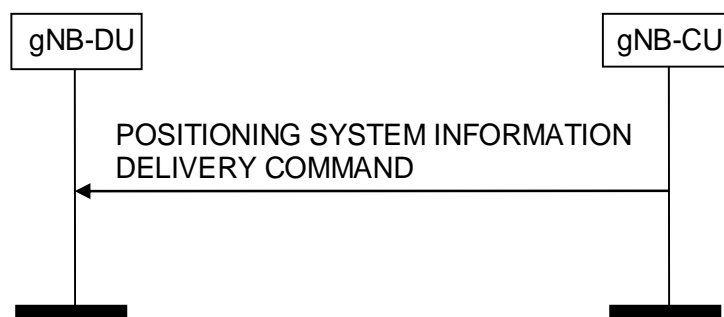 gNB-DU
gNB-CU
POSITIONING SYSTEM INFORMATION
DELIVERY COMMAND